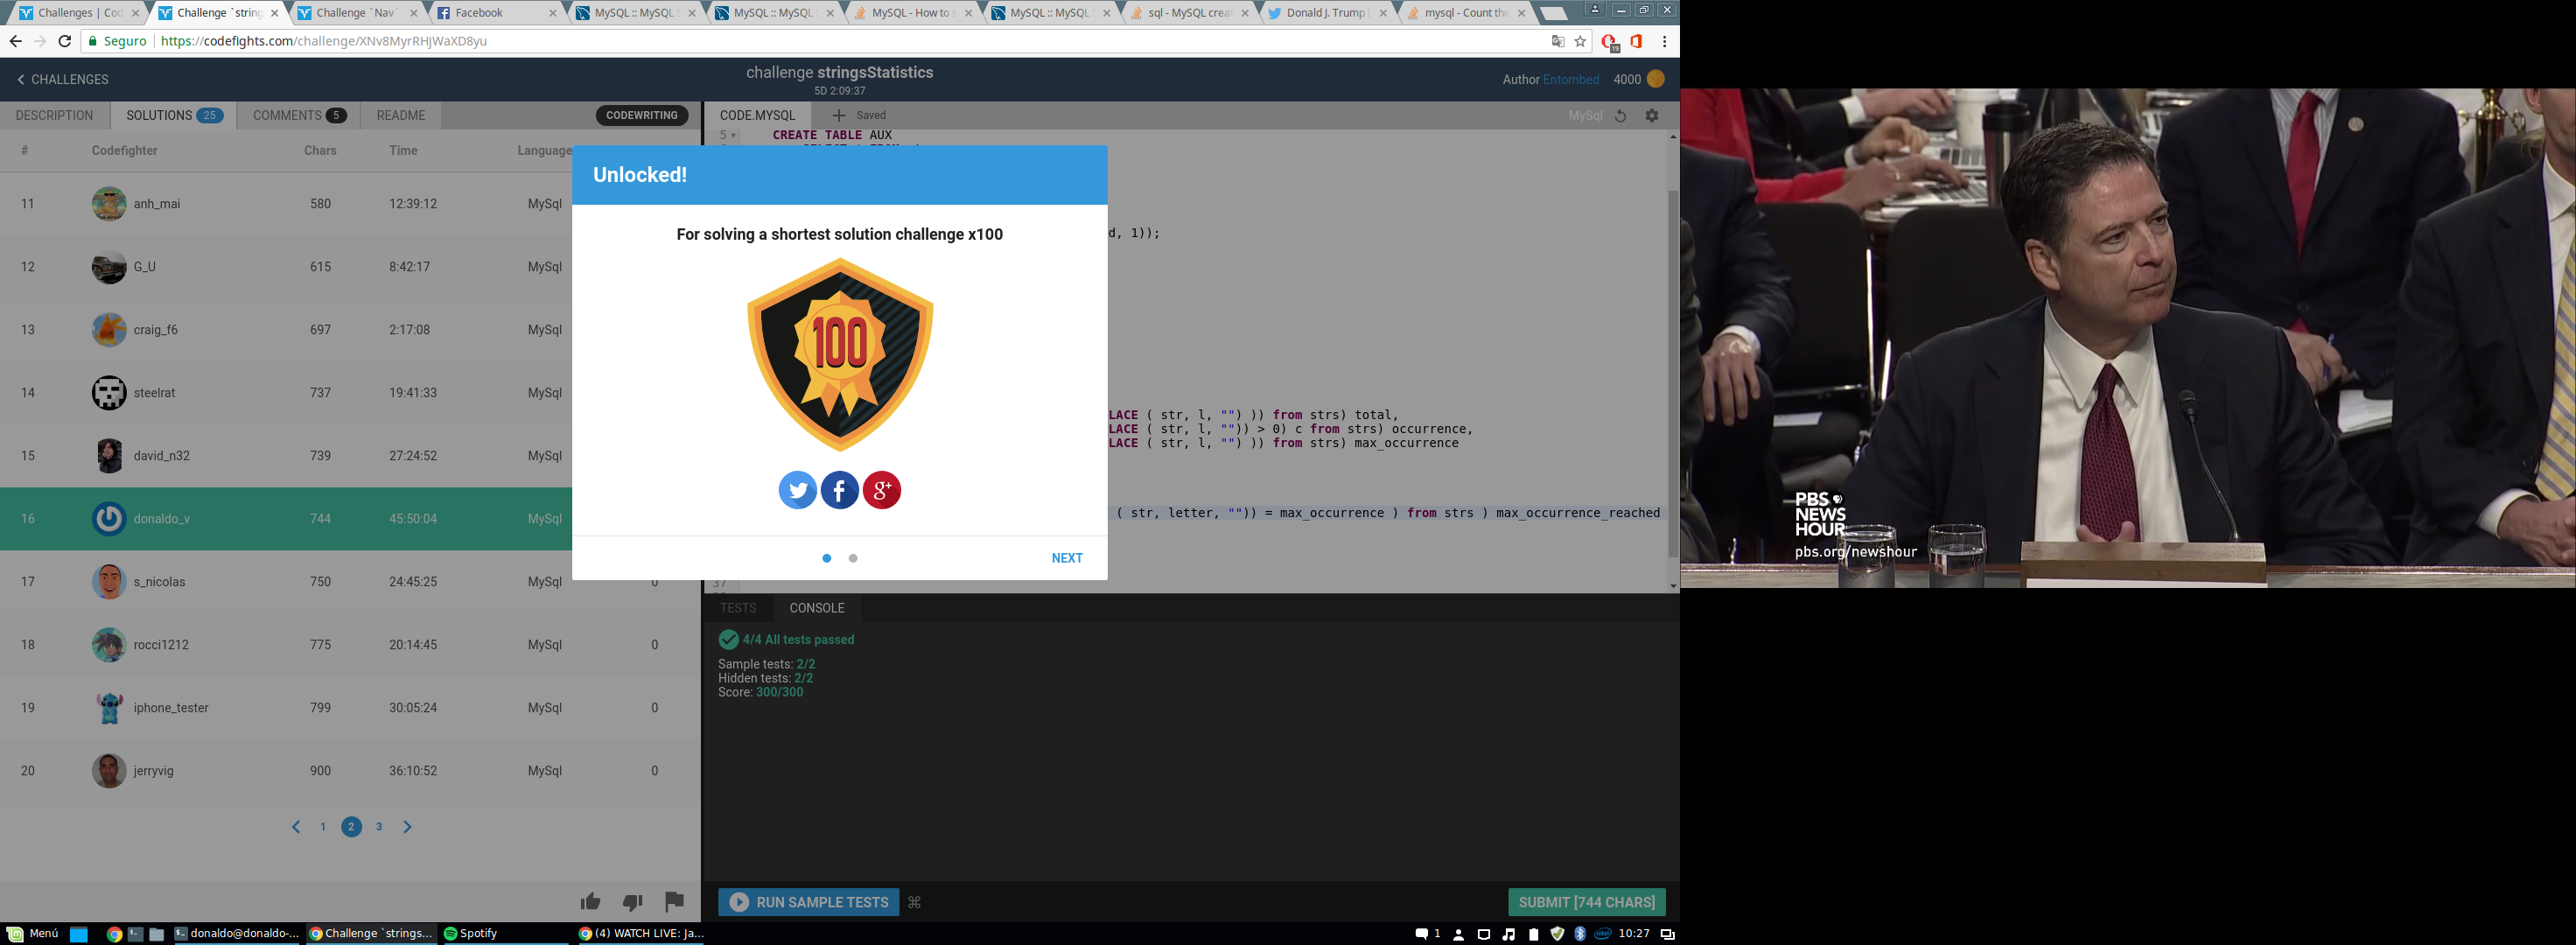 Challenges | Cod
Challenge `string
Challenge `Nav`
Facebook
MySQL :: MySQL
MySQL :: MySQL
MySQL - How to s
MySQL :: MySQL
sql - MySQL crea
Donald J. Trump
mysql - Count the
Seguro | https://codefights.com/challenge/XNv8MyrRHjWaXD8yu
19
CHALLENGES
challenge stringsStatistics
5D 2:09:37
Author Entombed 4000
DESCRIPTION SOLUTIONS 25 COMMENTS 5 README CODEWRITING
CODE.MYSQL + Saved MySql
# Codefighter Chars Time Language
11 anh_mai 580 12:39:12 MySql
12 G_U 615 8:42:17 MySql
13 craig_f6 697 2:17:08 MySql
14 steelrat 737 19:41:33 MySql
15 david_n32 739 27:24:52 MySql
16 donaldo_v 744 45:50:04 MySql
17 s_nicolas 750 24:45:25 MySql 0
18 rocci1212 775 20:14:45 MySql 0
19 iphone_tester 799 30:05:24 MySql 0
20 jerryvig 900 36:10:52 MySql 0
1 2 3
Unlocked!
For solving a shortest solution challenge x100
100
NEXT
5 CREATE TABLE AUX
d, 1));
LACE ( str, l, "") )) from strs) total,
LACE ( str, l, "")) > 0) c from strs) occurrence,
LACE ( str, l, "") )) from strs) max_occurrence
( str, letter, "")) = max_occurrence ) from strs ) max_occurrence_reached
37
TESTS CONSOLE
4/4 All tests passed
Sample tests: 2/2
Hidden tests: 2/2
Score: 300/300
RUN SAMPLE TESTS
SUBMIT [744 CHARS]
PBS
NEWS
HOUR
pbs.org/newshour
Menú
donaldo@donaldo-...
Challenge `strings...
Spotify
(4) WATCH LIVE: Ja...
1
10:27